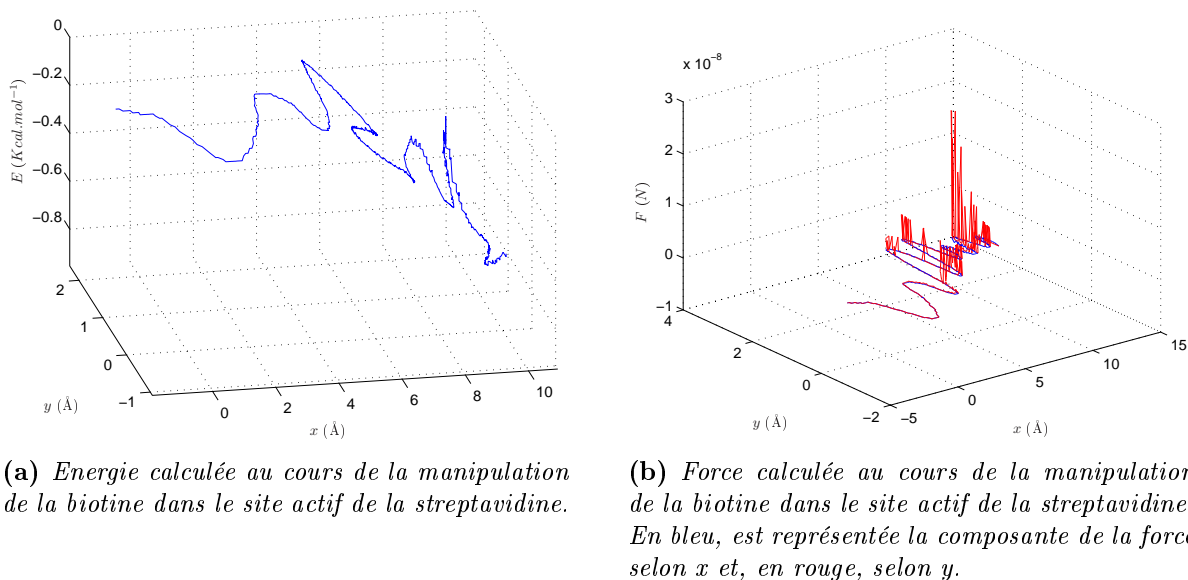 0
−0.2
−0.4
−0.6
−0.8
E (Kcal.mol−1)
2
1
0
−1
y (Å)
0
2
4
6
8
10
x (Å)
x 10−8
3
2
1
0
−1
F (N)
4
2
0
−2
y (Å)
−5
0
5
10
15
x (Å)
(a) Energie calculée au cours de la manipulation
de la biotine dans le site actif de la streptavidine.
(b) Force calculée au cours de la manipulation
de la biotine dans le site actif de la streptavidine
En bleu, est représentée la composante de la force
selon x et, en rouge, selon y.